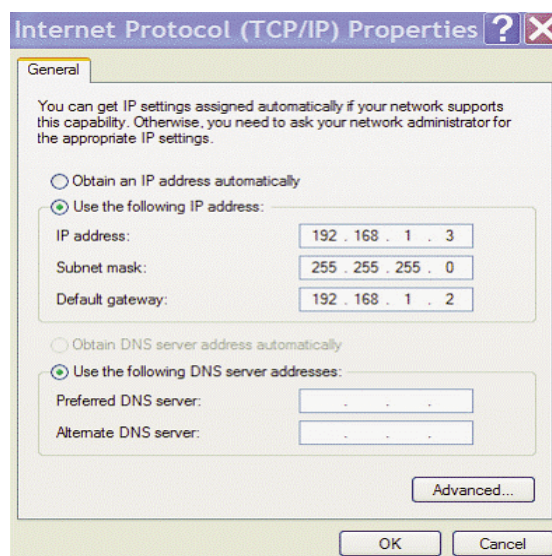 Internet Protocol (TCP/IP) Properties ? X
General
You can get IP settings assigned automatically if your network supports
this capability. Otherwise, you need to ask your network administrator for
the appropriate IP settings.
Obtain an IP address automatically
Use the following IP address:
IP address: 192 . 168 . 1 . 3
Subnet mask: 255 . 255 . 255 . 0
Default gateway: 192 . 168 . 1 . 2
Obtain DNS server address automatically
Use the following DNS server addresses:
Preferred DNS server: . . .
Alternate DNS server: . . .
Advanced...
OK Cancel